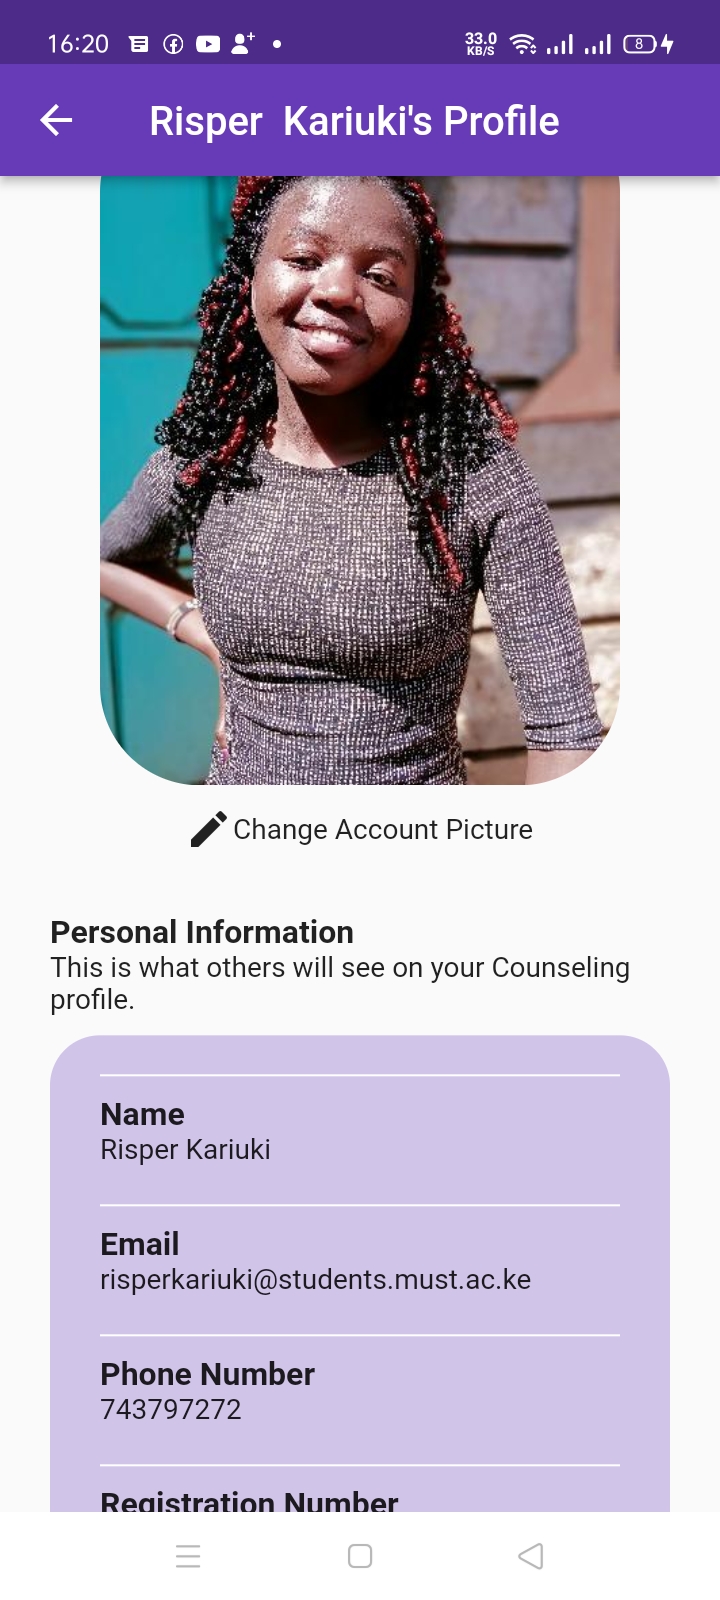 16:20
33.0
KB/S
8
Risper Kariuki's Profile
Change Account Picture
Personal Information
This is what others will see on your Counseling
profile.
Name
Risper Kariuki
Email
risperkariuki@students.must.ac.ke
Phone Number
743797272
Registration Number